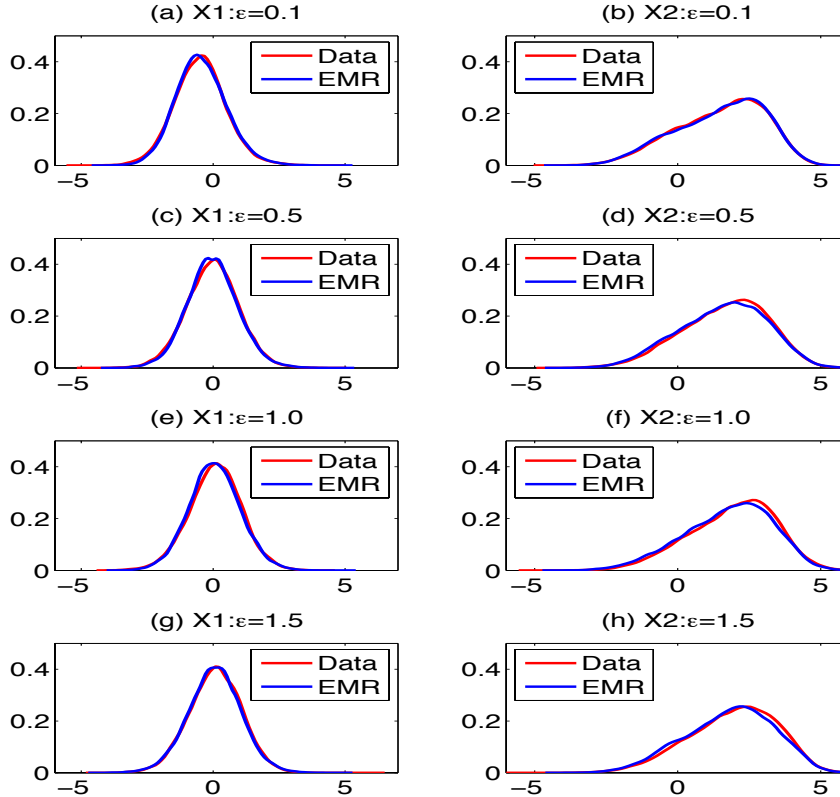 (a) X1:ε=0.1
(b) X2:ε=0.1
0.4
0.2
0
Data
EMR
−5 0 5
0.4
0.2
0
Data
EMR
−5 0 5
(c) X1:ε=0.5
(d) X2:ε=0.5
0.4
0.2
0
Data
EMR
−5 0 5
0.4
0.2
0
Data
EMR
−5 0 5
(e) X1:ε=1.0
(f) X2:ε=1.0
0.4
0.2
0
Data
EMR
−5 0 5
0.4
0.2
0
Data
EMR
−5 0 5
(g) X1:ε=1.5
(h) X2:ε=1.5
0.4
0.2
0
Data
EMR
−5 0 5
0.4
0.2
0
Data
EMR
−5 0 5